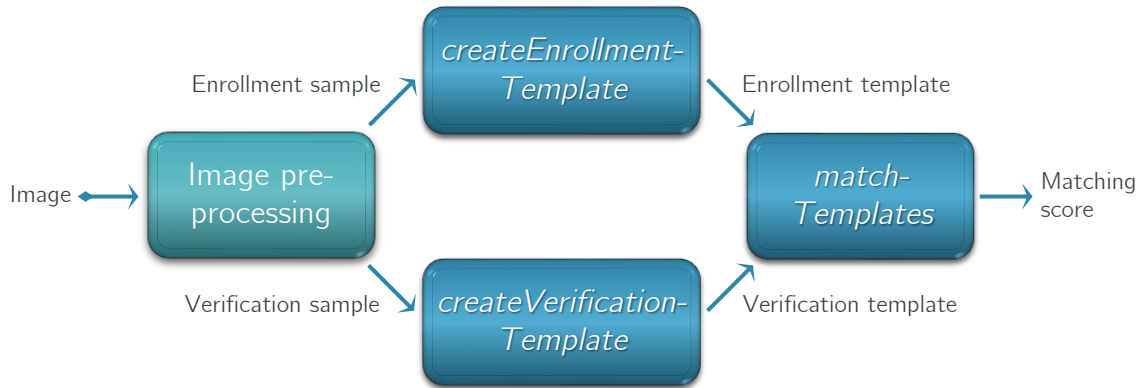 createEnrollment-
Template
Enrollment sample
Enrollment template
Image
Image pre-
processing
match-
Templates
Matching
score
Verification sample
Verification template
createVerification-
Template